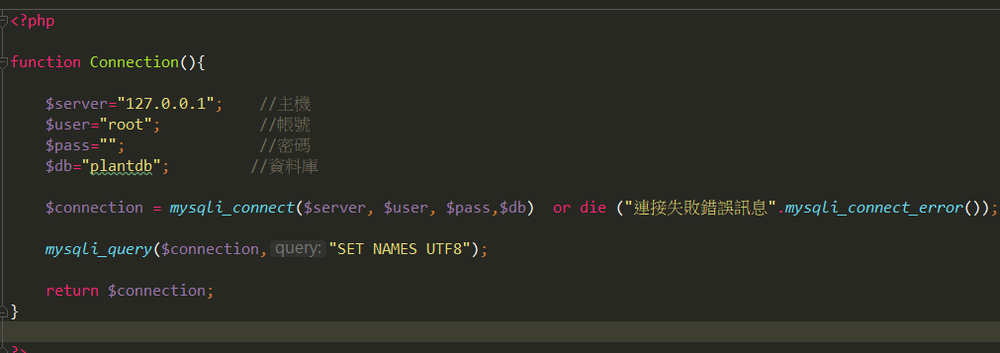 <?php
function Connection(){
$server="127.0.0.1"; //主機
$user="root"; //帳號
$pass=""; //密碼
$db="plantdb"; //資料庫
$connection = mysqli_connect($server, $user, $pass,$db) or die ("連接失敗錯誤訊息".mysqli_connect_error());
mysqli_query($connection, query: "SET NAMES UTF8");
return $connection;
}
?>